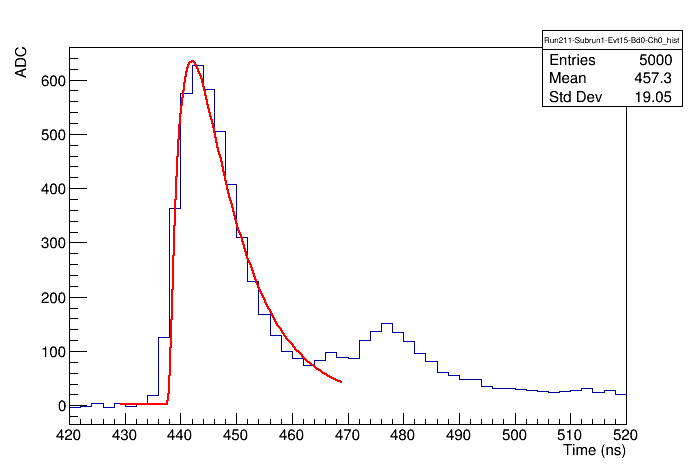 Run211-Subrun1-Evt15-Bd0-Ch0_hist
Entries 5000
Mean 457.3
Std Dev 19.05
ADC
600
500
400
300
200
100
0
420 430 440 450 460 470 480 490 500 510 520
Time (ns)